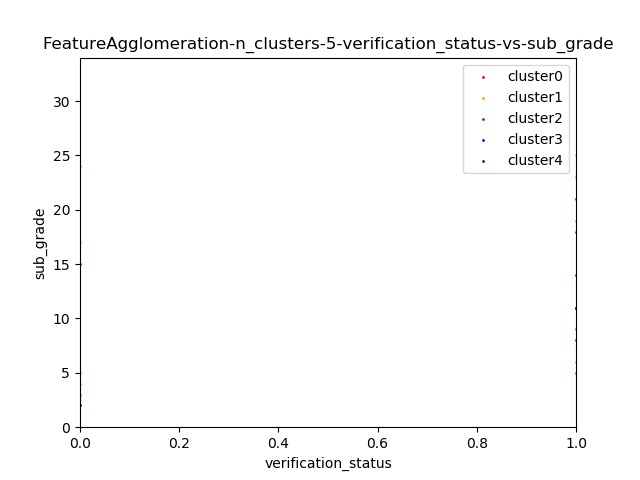 FeatureAgglomeration-n_clusters-5-verification_status-vs-sub_grade
cluster0
cluster1
cluster2
cluster3
cluster4
30
25
20
15
10
5
0
sub_grade
0.0 0.2 0.4 0.6 0.8 1.0
verification_status